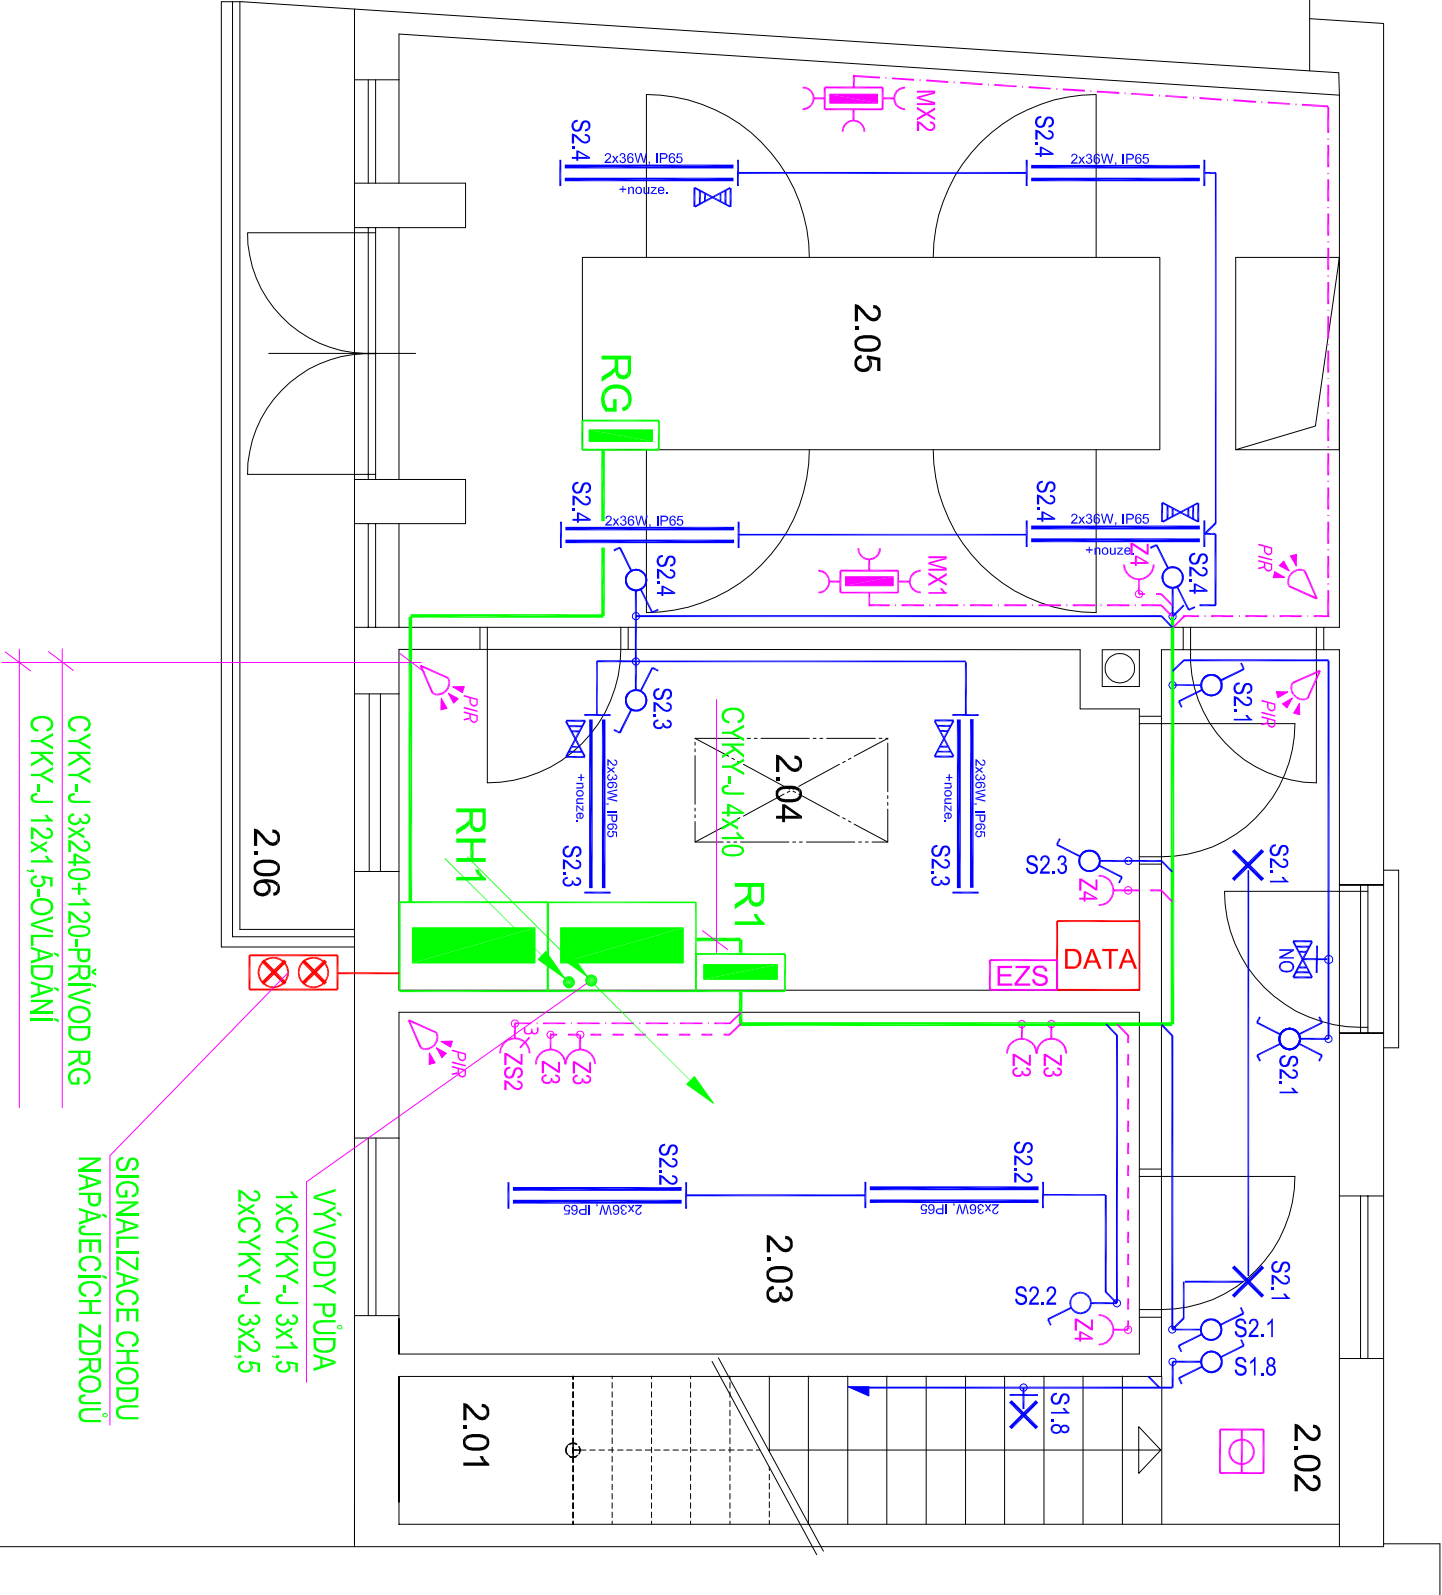 MX2
S2.4
2x36W, IP65
+nouze.
S2.4
2x36W, IP65
2.05
RG
S2.4
2x36W, IP65
S2.4
2x36W, IP65
+nouze.
Z4
S2.4
S2.4
MX1
PIR
PIR
PIR
S2.1
S2.3
CYKY-J 4x10
2.04
2x36W, IP65
+nouze.
S2.3
2x36W, IP65
+nouze.
S2.3
RH1
R1
S2.3
Z4
S2.1
NO
S2.1
DATA
EZS
2.06
CYKY-J 3x240+120-PŘÍVOD RG
CYKY-J 12x1,5-OVLÁDÁNÍ
PIR
3
ZS2
Z3
Z3
Z3
Z3
S2.2
2x36W, IP65
S2.2
2x36W, IP65
2.03
S2.2
Z4
S2.1
S2.1
S1.8
S1.8
2.02
2.01
VÝVODY PŮDA
1xCYKY-J 3x1,5
2xCYKY-J 3x2,5
SIGNALIZACE CHODU
NAPÁJECÍCH ZDROJŮ